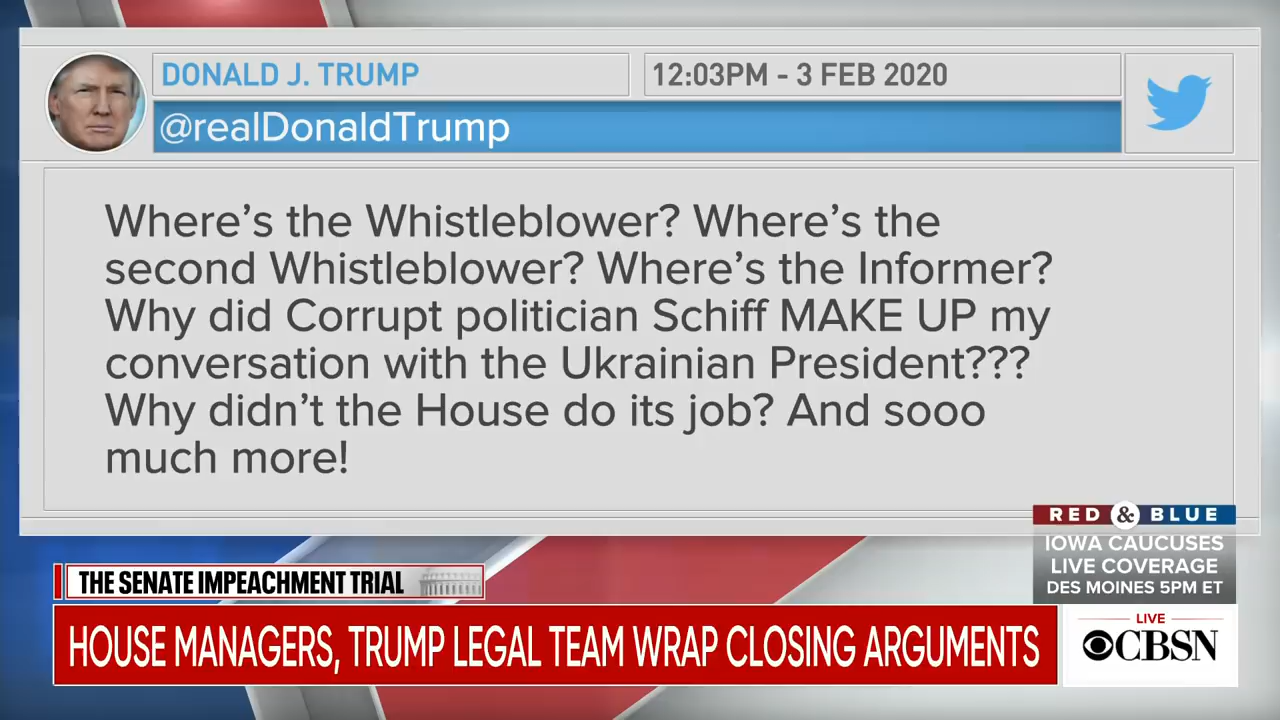 DONALD J. TRUMP
12:03PM - 3 FEB 2020
@realDonaldTrump
Where’s the Whistleblower? Where’s the
second Whistleblower? Where’s the Informer?
Why did Corrupt politician Schiff MAKE UP my
conversation with the Ukrainian President???
Why didn’t the House do its job? And sooo
much more!
RED & BLUE
IOWA CAUCUSES
LIVE COVERAGE
DES MOINES 5PM ET
THE SENATE IMPEACHMENT TRIAL
HOUSE MANAGERS, TRUMP LEGAL TEAM WRAP CLOSING ARGUMENTS
LIVE
CBSN